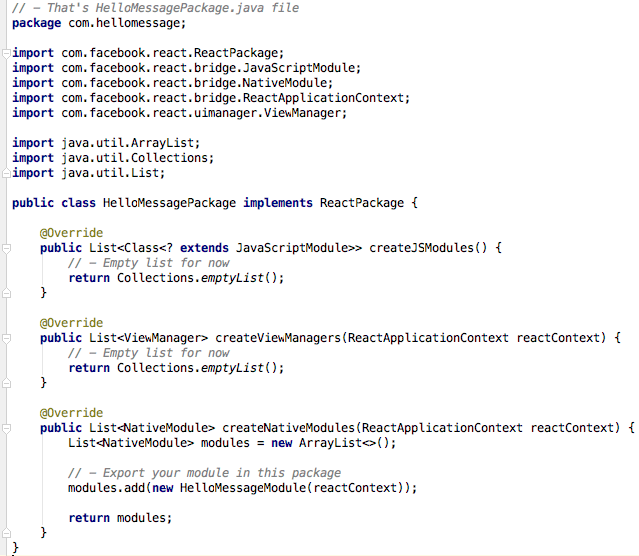 // – That's HelloMessagePackage.java file
package com.hellomessage;
import com.facebook.react.ReactPackage;
import com.facebook.react.bridge.JavaScriptModule;
import com.facebook.react.bridge.NativeModule;
import com.facebook.react.bridge.ReactApplicationContext;
import com.facebook.react.uimanager.ViewManager;
import java.util.ArrayList;
import java.util.Collections;
import java.util.List;
public class HelloMessagePackage implements ReactPackage {
@Override
public List<Class<? extends JavaScriptModule>> createJSModules() {
// – Empty list for now
return Collections.emptyList();
}
@Override
public List<ViewManager> createViewManagers(ReactApplicationContext reactContext) {
// – Empty list for now
return Collections.emptyList();
}
@Override
public List<NativeModule> createNativeModules(ReactApplicationContext reactContext) {
List<NativeModule> modules = new ArrayList<>();
// – Export your module in this package
modules.add(new HelloMessageModule(reactContext));
return modules;
}
}